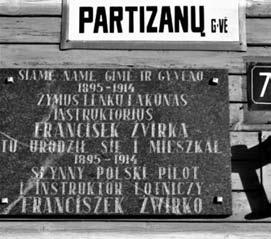 PARTIZANŲ G-VĖ
7
ŠIAME NAME GIMĖ IR GYVENO
1895-1914
ŽYMUS LENKŲ LAKŪNAS
INSTRUKTORIUS
FRANCIŠEK ŽVIRKA
TU URODZIŁ SIĘ I MIESZKAŁ
1895-1914
SŁYNNY POLSKI PILOT
I INSTRUKTOR LOTNICZY
FRANCISZEK ŻWIRKO